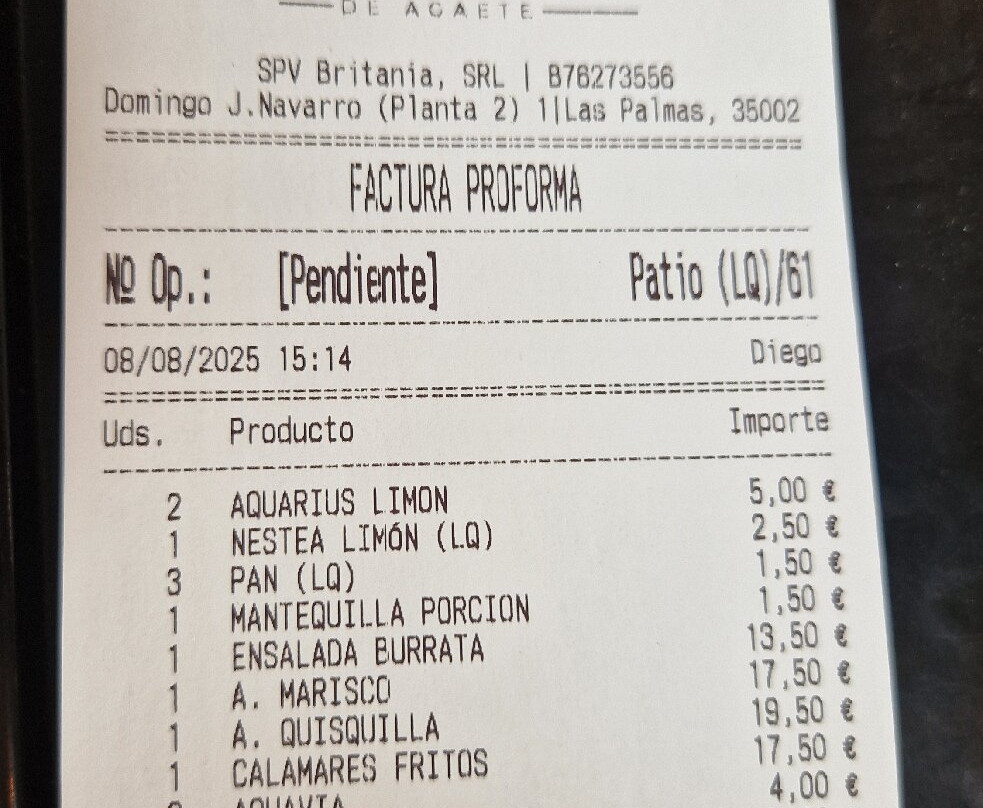 DE AGAETE
SPV Britania, SRL | B76273556
Domingo J.Navarro (Planta 2) 1|Las Palmas, 35002
FACTURA PROFORMA
Nº Op.: [Pendiente] Patio (LQ)/61
08/08/2025 15:14 Diego
Uds. Producto Importe
2 AQUARIUS LIMON 5,00 €
1 NESTEA LIMÓN (LQ) 2,50 €
3 PAN (LQ) 1,50 €
1 MANTEQUILLA PORCION 1,50 €
1 ENSALADA BURRATA 13,50 €
1 A. MARISCO 17,50 €
1 A. QUISQUILLA 19,50 €
1 CALAMARES FRITOS 17,50 €
AQUAVIA 4,00 €